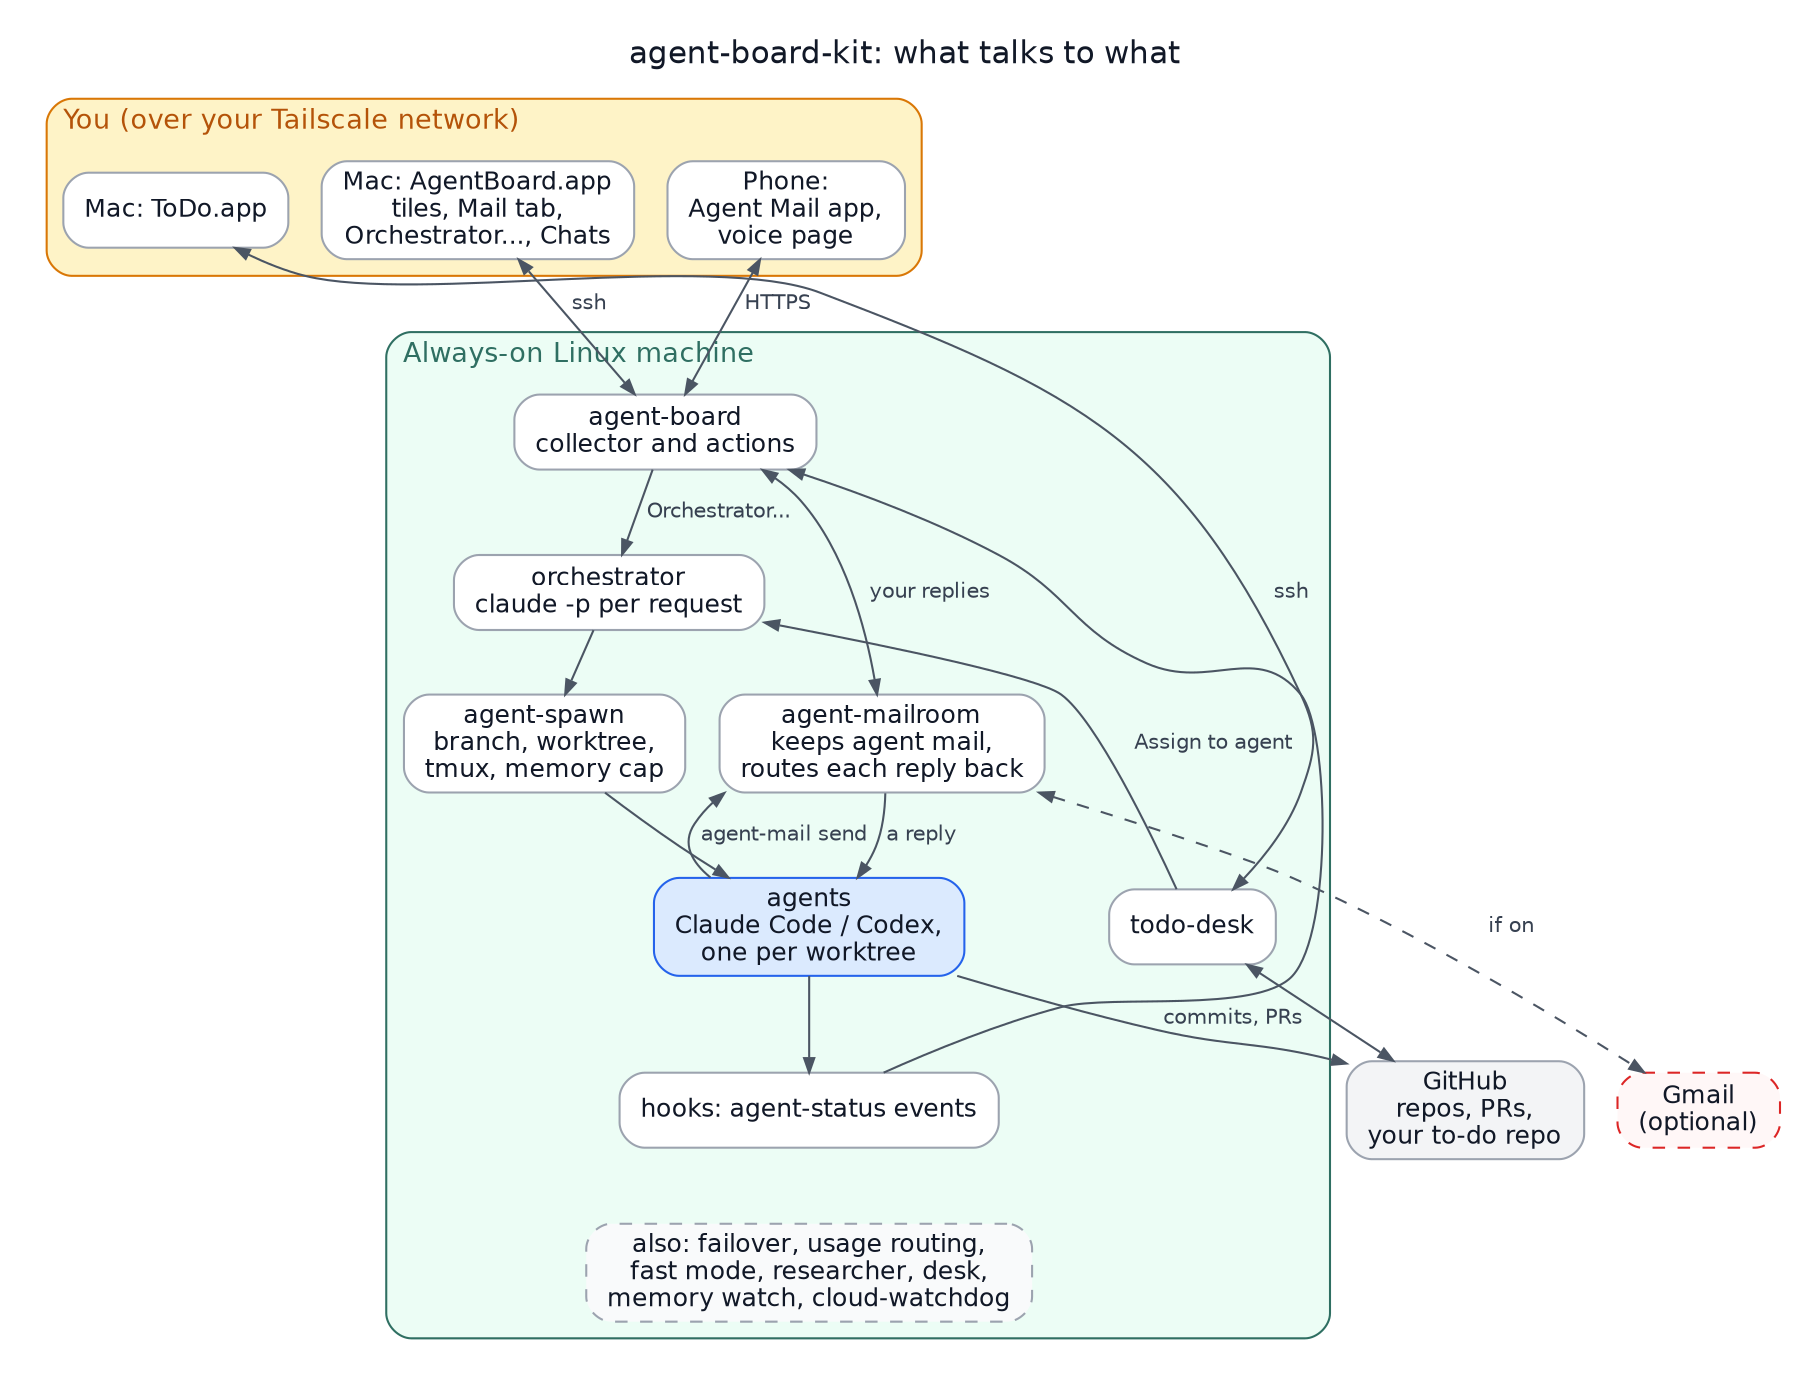 agent-board-kit: what talks to what
You (over your Tailscale network)
Mac: ToDo.app
Mac: AgentBoard.app
tiles, Mail tab,
Orchestrator..., Chats
Phone:
Agent Mail app,
voice page
ssh
HTTPS
Always-on Linux machine
agent-board
collector and actions
Orchestrator...
orchestrator
claude -p per request
your replies
ssh
agent-spawn
branch, worktree,
tmux, memory cap
agent-mailroom
keeps agent mail,
routes each reply back
Assign to agent
agent-mail send
a reply
agents
Claude Code / Codex,
one per worktree
todo-desk
if on
commits, PRs
hooks: agent-status events
GitHub
repos, PRs,
your to-do repo
Gmail
(optional)
also: failover, usage routing,
fast mode, researcher, desk,
memory watch, cloud-watchdog